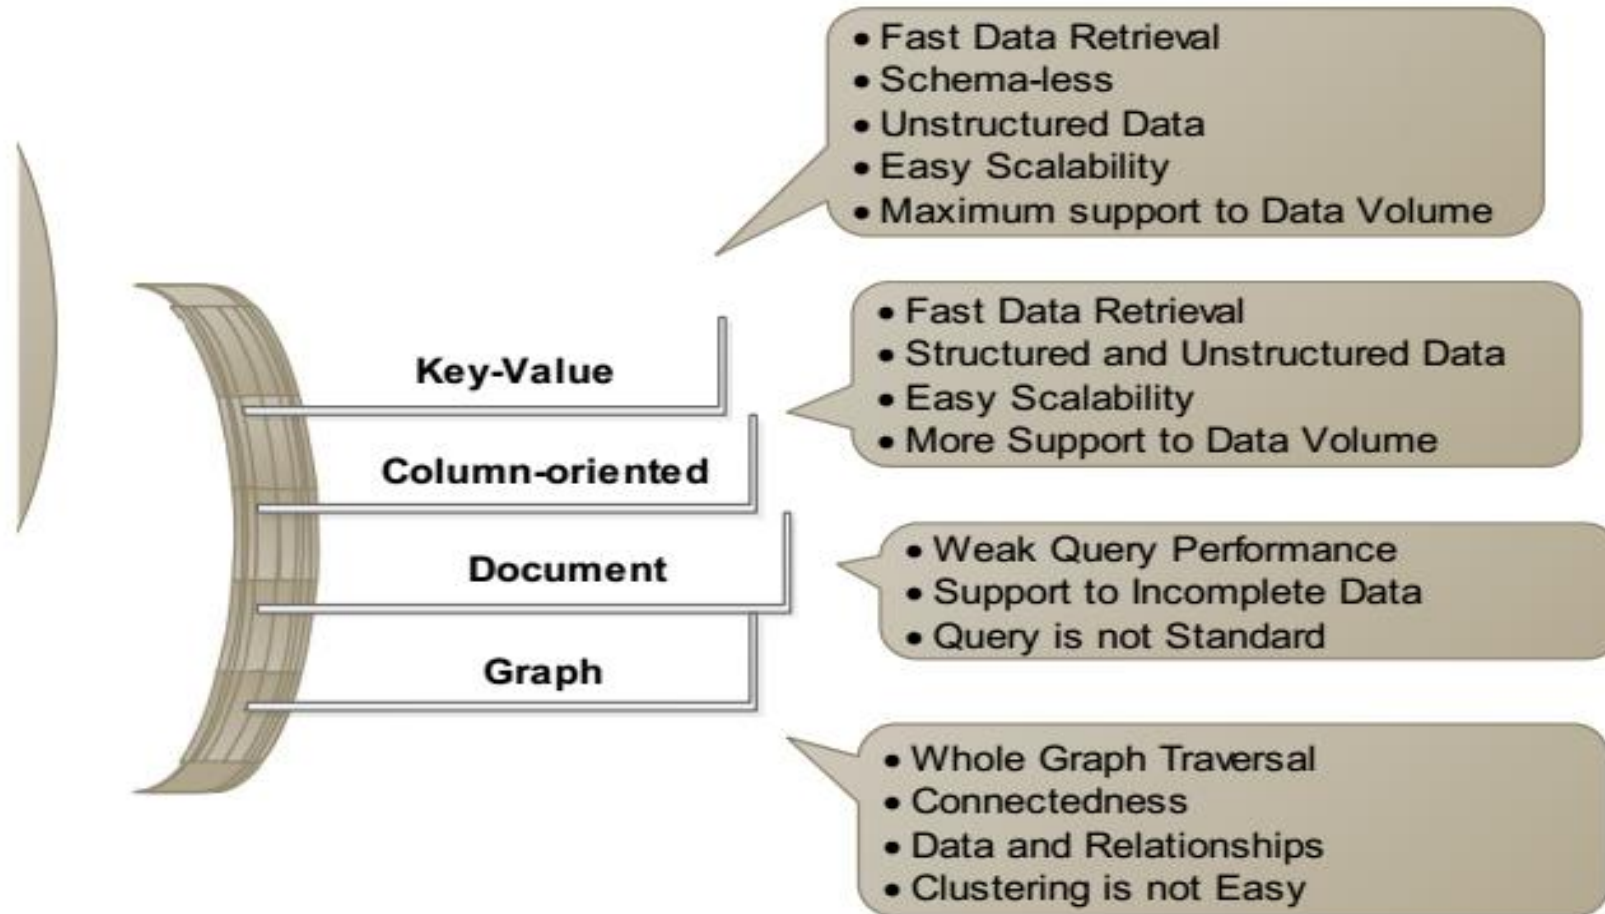 • Fast Data Retrieval
• Schema-less
• Unstructured Data
• Easy Scalability
• Maximum support to Data Volume
Key-Value
• Fast Data Retrieval
• Structured and Unstructured Data
• Easy Scalability
• More Support to Data Volume
Column-oriented
• Weak Query Performance
• Support to Incomplete Data
• Query is not Standard
Document
• Whole Graph Traversal
• Connectedness
• Data and Relationships
• Clustering is not Easy
Graph